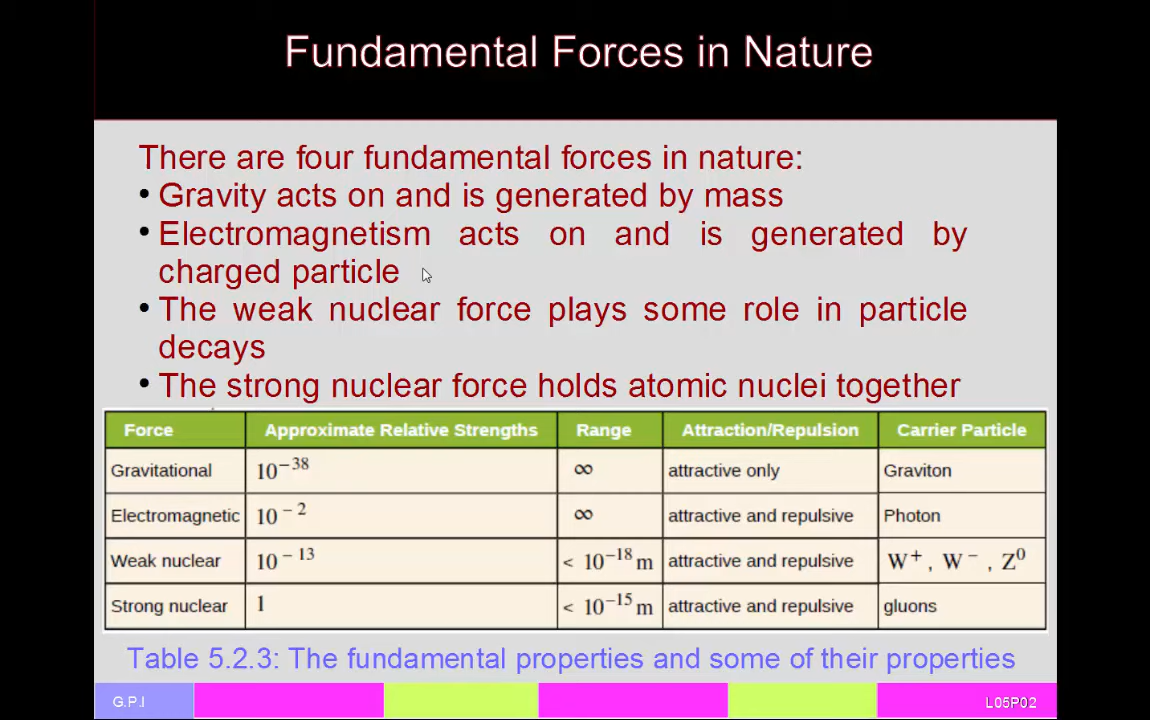 Fundamental Forces in Nature
There are four fundamental forces in nature:
• Gravity acts on and is generated by mass
• Electromagnetism acts on and is generated by
charged particle
• The weak nuclear force plays some role in particle
decays
• The strong nuclear force holds atomic nuclei together
Force Approximate Relative Strengths Range Attraction/Repulsion Carrier Particle
Gravitational 10⁻³⁸ ∞ attractive only Graviton
Electromagnetic 10⁻² ∞ attractive and repulsive Photon
Weak nuclear 10⁻¹³ < 10⁻¹⁸ m attractive and repulsive W⁺, W⁻, Z⁰
Strong nuclear 1 < 10⁻¹⁵ m attractive and repulsive gluons
Table 5.2.3: The fundamental properties and some of their properties
G.P.I L05P02